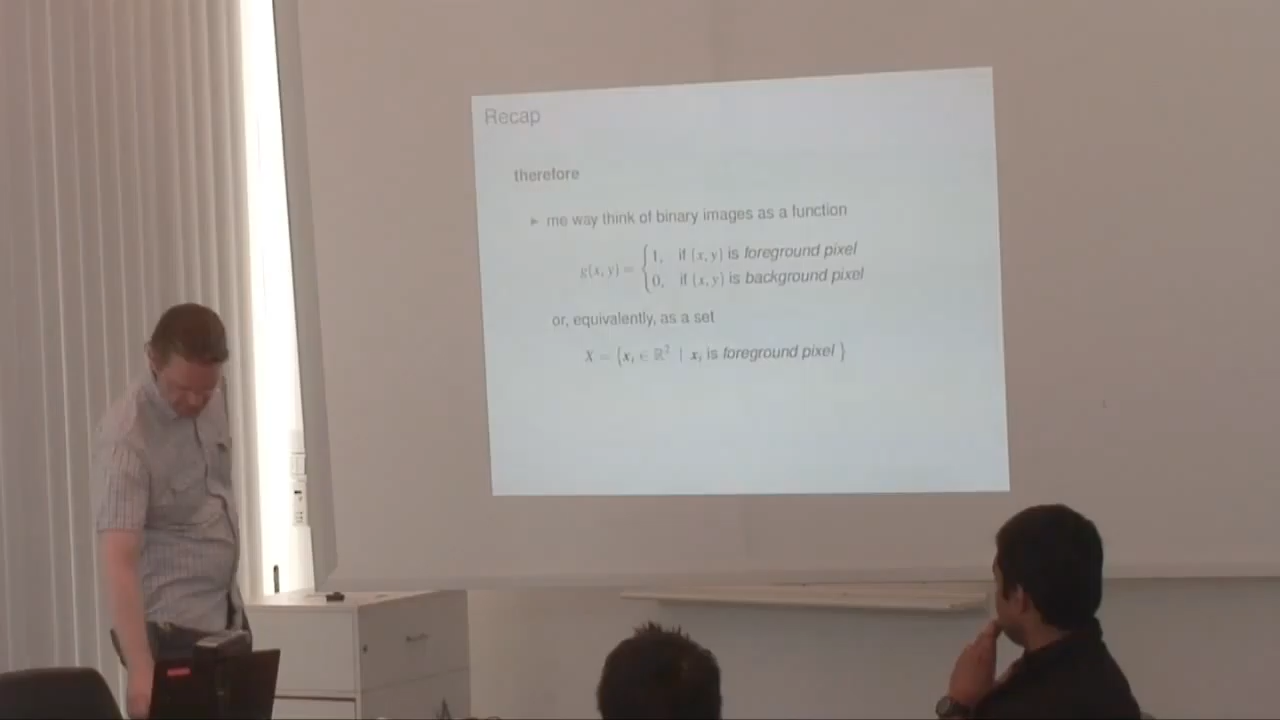 Recap
therefore
► me way think of binary images as a function
g(x, y) = {1, if (x, y) is foreground pixel
0, if (x, y) is background pixel
or, equivalently, as a set
X = {xᵢ ∈ ℝ² | xᵢ is foreground pixel }